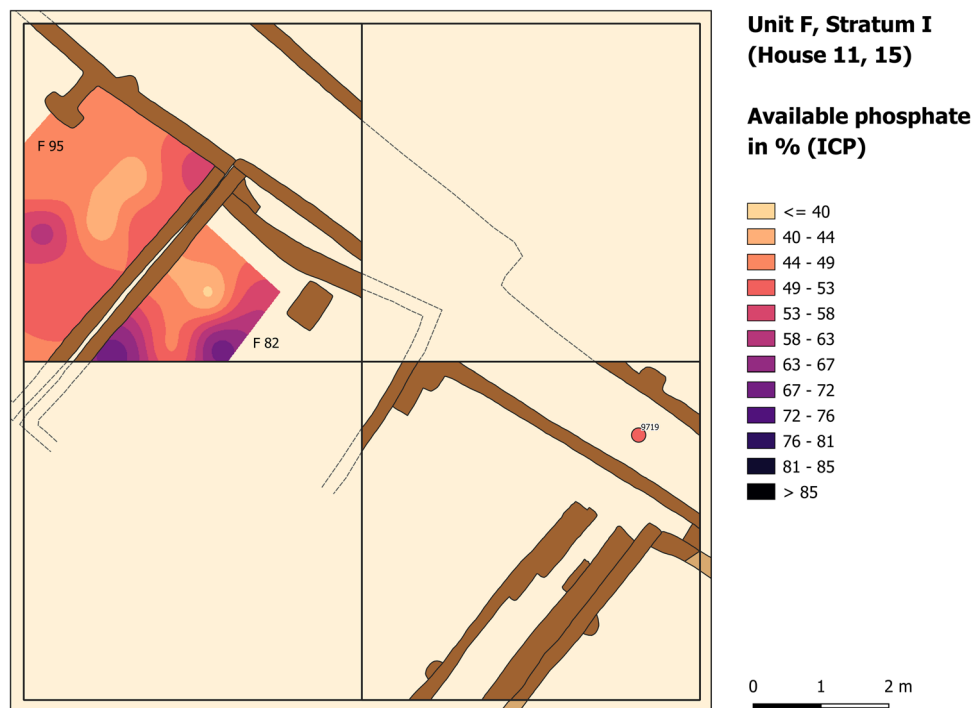 Unit F, Stratum I
(House 11, 15)
Available phosphate
in % (ICP)
<= 40
40 - 44
44 - 49
49 - 53
53 - 58
58 - 63
63 - 67
67 - 72
72 - 76
76 - 81
81 - 85
> 85
F 95
F 82
9719
0 1 2 m